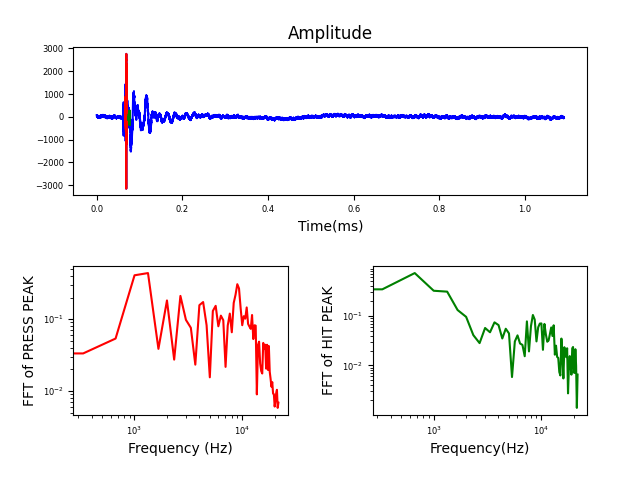 Amplitude
3000
2000
1000
0
−1000
−2000
−3000
0.0 0.2 0.4 0.6 0.8 1.0
Time(ms)
FFT of PRESS PEAK
10⁻¹
10⁻²
10³ 10⁴
Frequency (Hz)
FFT of HIT PEAK
10⁻¹
10⁻²
10³ 10⁴
Frequency(Hz)